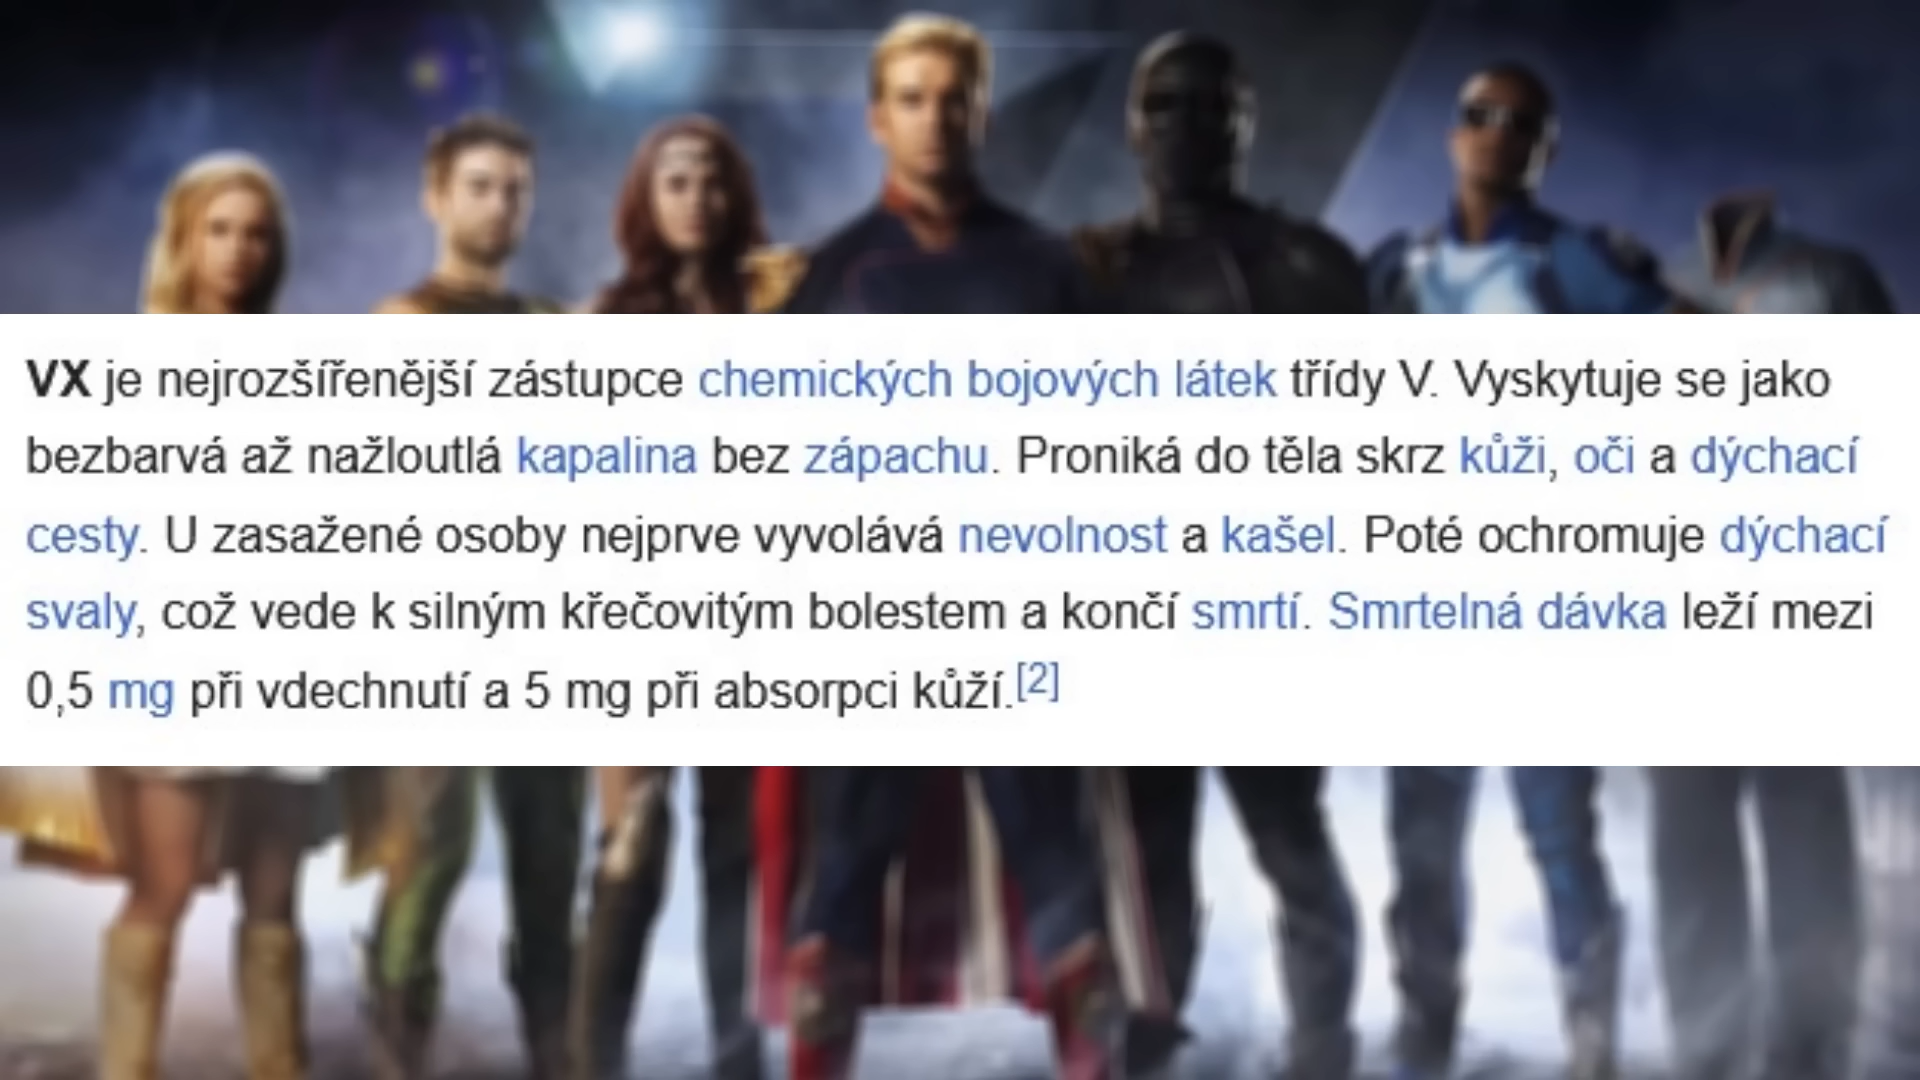 VX je nejrozšířenější zástupce chemických bojových látek třídy V. Vyskytuje se jako
bezbarvá až nažloutlá kapalina bez zápachu. Proniká do těla skrz kůži, oči a dýchací
cesty. U zasažené osoby nejprve vyvolává nevolnost a kašel. Poté ochromuje dýchací
svaly, což vede k silným křečovitým bolestem a končí smrtí. Smrtelná dávka leží mezi
0,5 mg při vdechnutí a 5 mg při absorpci kůží.[2]